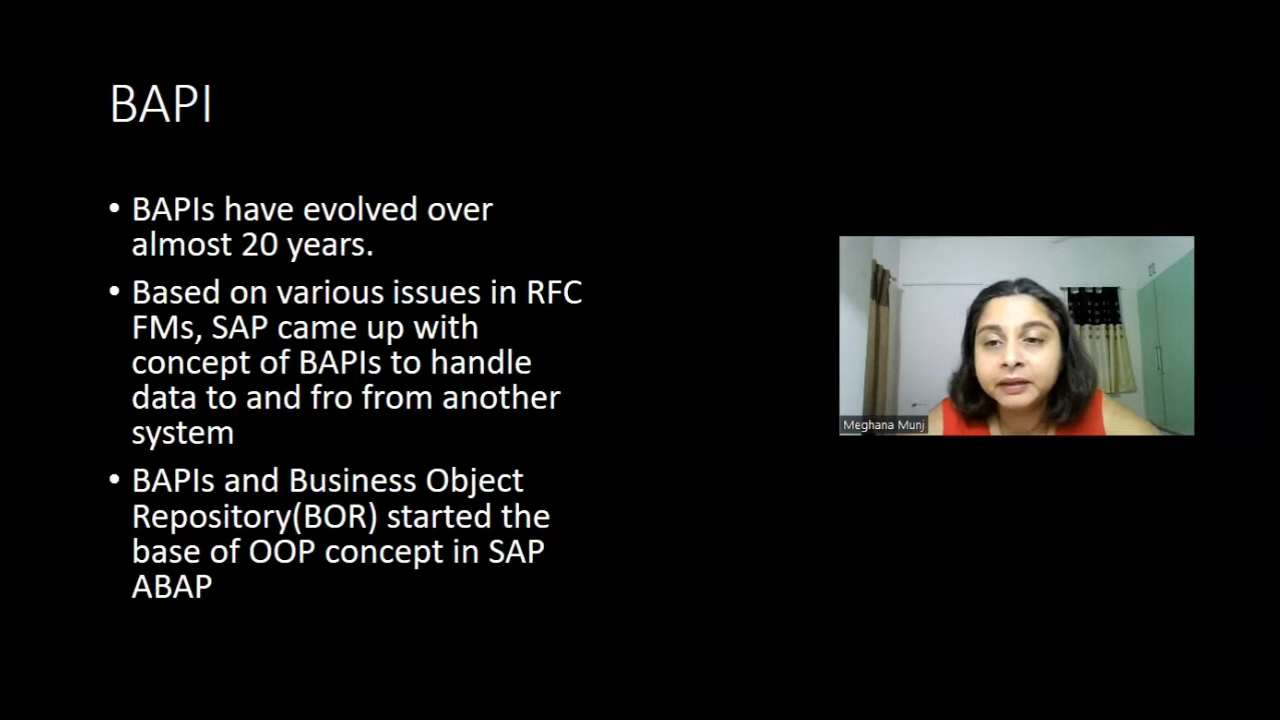 BAPI
• BAPIs have evolved over
almost 20 years.
• Based on various issues in RFC
FMs, SAP came up with
concept of BAPIs to handle
data to and fro from another
system
• BAPIs and Business Object
Repository(BOR) started the
base of OOP concept in SAP
ABAP
Meghana Munj